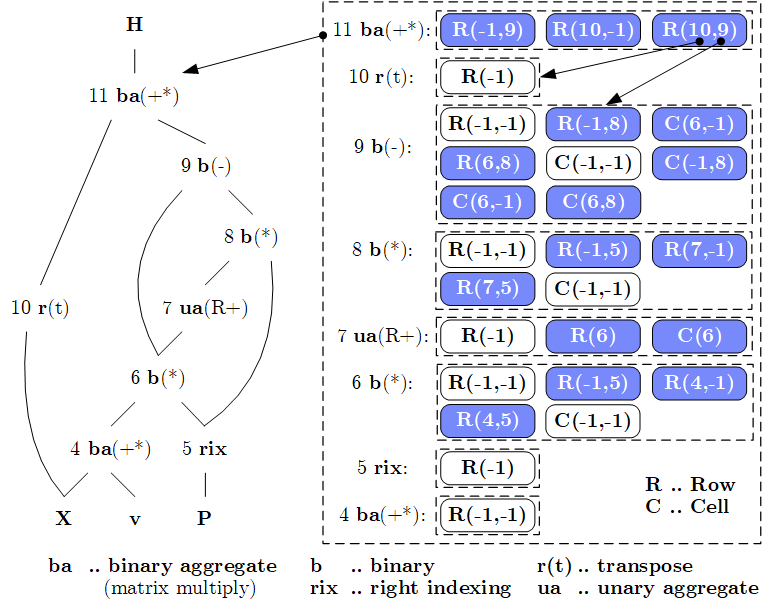 H
11 ba(+*)
9 b(-)
8 b(*)
10 r(t)
7 ua(R+)
6 b(*)
4 ba(+*)
5 rix
X
v
P
11 ba(+*): R(-1,9) R(10,-1) R(10,9)
10 r(t): R(-1)
9 b(-): R(-1,-1) R(-1,8) C(6,-1)
R(6,8) C(-1,-1) C(-1,8)
C(6,-1) C(6,8)
8 b(*): R(-1,-1) R(-1,5) R(7,-1)
R(7,5) C(-1,-1)
7 ua(R+): R(-1) R(6) C(6)
6 b(*): R(-1,-1) R(-1,5) R(4,-1)
R(4,5) C(-1,-1)
5 rix: R(-1)
4 ba(+*): R(-1,-1)
R .. Row
C .. Cell
ba .. binary aggregate b .. binary r(t) .. transpose
(matrix multiply) rix .. right indexing ua .. unary aggregate